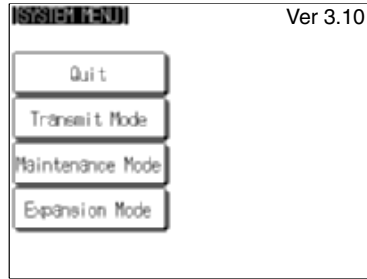 [SYSTEM MENU]
Ver 3.10
Quit
Transmit Mode
Maintenance Mode
Expansion Mode